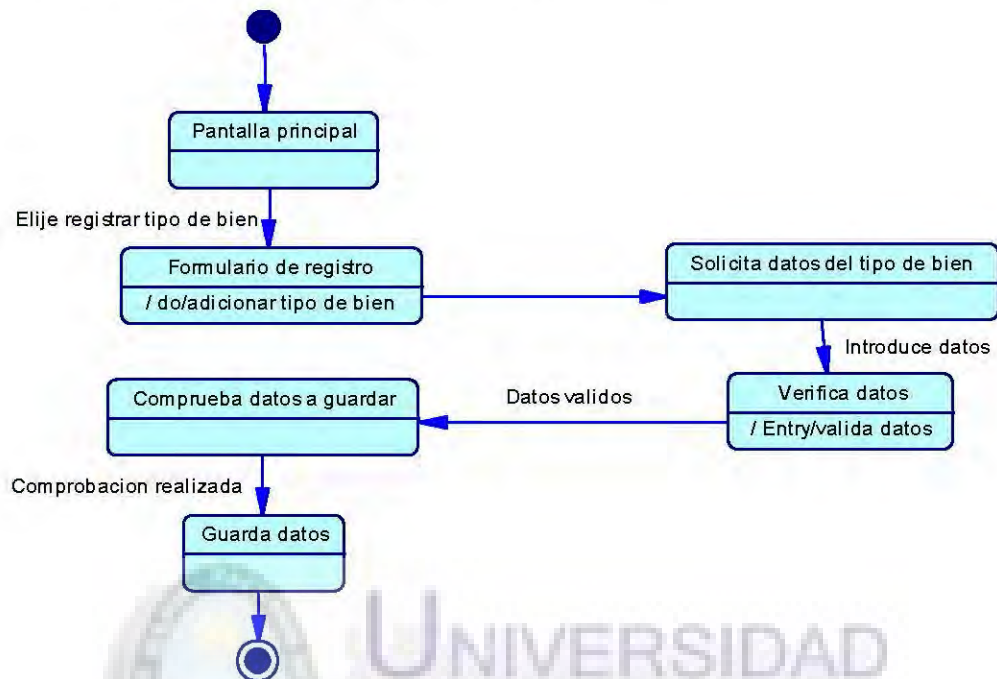 Pantalla principal
Elije registrar tipo de bien
Formulario de registro
/ do/adicionar tipo de bien
Solicita datos del tipo de bien
Introduce datos
Verifica datos
/ Entry/valida datos
Datos validos
Comprueba datos a guardar
Comprobacion realizada
Guarda datos
UNIVERSIDAD